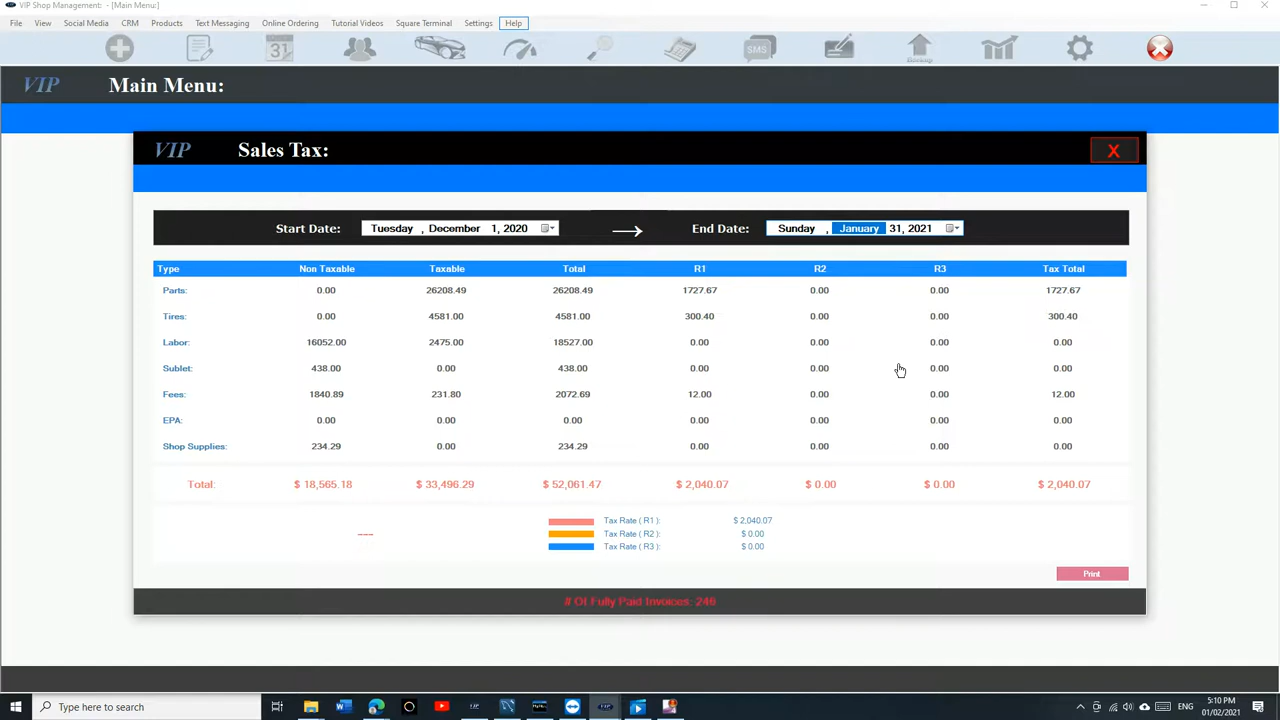 VIP Shop Management: - [Main Menu:]
File View Social Media CRM Products Text Messaging Online Ordering Tutorial Videos Square Terminal Settings Help
31 SMS
VIP Main Menu:
VIP Sales Tax: X
Start Date: Tuesday , December 1, 2020 End Date: Sunday , January 31, 2021
Type Non Taxable Taxable Total R1 R2 R3 Tax Total
Parts: 0.00 26208.49 26208.49 1727.67 0.00 0.00 1727.67
Tires: 0.00 4581.00 4581.00 300.40 0.00 0.00 300.40
Labor: 16052.00 2475.00 18527.00 0.00 0.00 0.00 0.00
Sublet: 438.00 0.00 438.00 0.00 0.00 0.00 0.00
Fees: 1840.89 231.80 2072.69 12.00 0.00 0.00 12.00
EPA: 0.00 0.00 0.00 0.00 0.00 0.00 0.00
Shop Supplies: 234.29 0.00 234.29 0.00 0.00 0.00 0.00
Total: $ 18,565.18 $ 33,496.29 $ 52,061.47 $ 2,040.07 $ 0.00 $ 0.00 $ 2,040.07
Tax Rate ( R1 ): $ 2,040.07
--- Tax Rate ( R2 ): $ 0.00
Tax Rate ( R3 ): $ 0.00
Print
# Of Fully Paid Invoices: 246
Type here to search
ENG 5:10 PM
01/02/2021